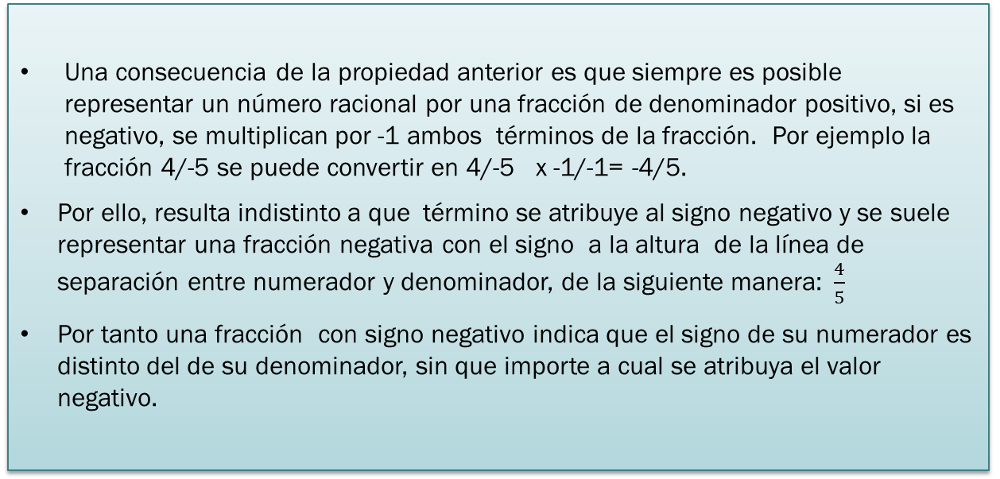 • Una consecuencia de la propiedad anterior es que siempre es posible
representar un número racional por una fracción de denominador positivo, si es
negativo, se multiplican por -1 ambos términos de la fracción. Por ejemplo la
fracción 4/-5 se puede convertir en 4/-5 x -1/-1= -4/5.
• Por ello, resulta indistinto a que término se atribuye al signo negativo y se suele
representar una fracción negativa con el signo a la altura de la línea de
separación entre numerador y denominador, de la siguiente manera: 4/5
• Por tanto una fracción con signo negativo indica que el signo de su numerador es
distinto del de su denominador, sin que importe a cual se atribuya el valor
negativo.